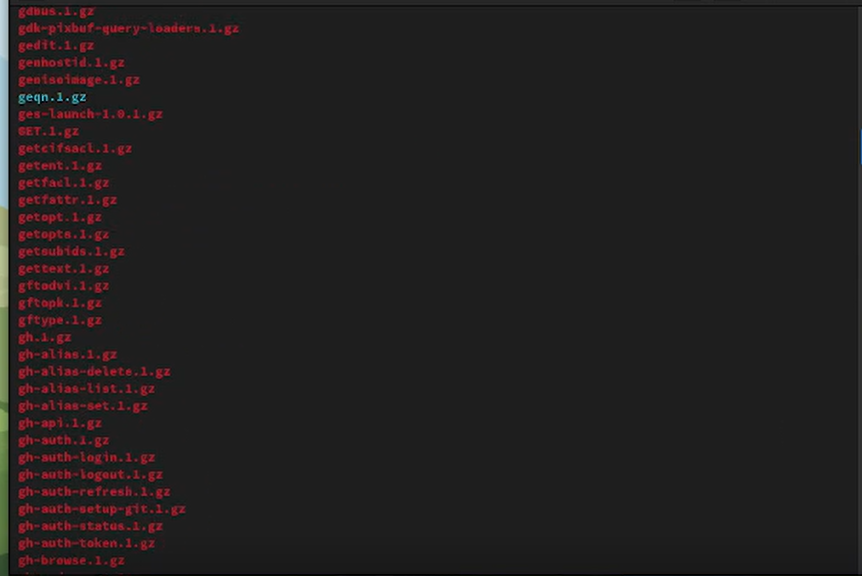 gdbus.1.gz
gdk-pixbuf-query-loaders.1.gz
gedit.1.gz
genhostid.1.gz
genisoimage.1.gz
geqn.1.gz
ges-launch-1.0.1.gz
GET.1.gz
getcifsacl.1.gz
getent.1.gz
getfacl.1.gz
getfattr.1.gz
getopt.1.gz
getopts.1.gz
getsubids.1.gz
gettext.1.gz
gftodvi.1.gz
gftopk.1.gz
gftype.1.gz
gh.1.gz
gh-alias.1.gz
gh-alias-delete.1.gz
gh-alias-list.1.gz
gh-alias-set.1.gz
gh-api.1.gz
gh-auth.1.gz
gh-auth-login.1.gz
gh-auth-logout.1.gz
gh-auth-refresh.1.gz
gh-auth-setup-git.1.gz
gh-auth-status.1.gz
gh-auth-token.1.gz
gh-browse.1.gz